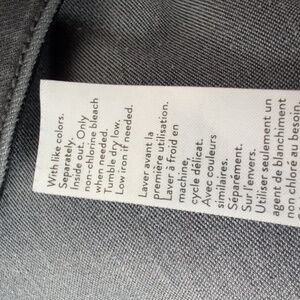 With like colors.
Separately.
Inside out. Only
non-chlorine bleach
when needed.
Tumble dry low.
Low iron if needed.
Laver avant la
première utilisation.
Laver à froid en
machine,
cycle délicat.
Avec couleurs
similaires.
Séparément.
Sur l'envers.
Utiliser seulement un
agent de blanchiment
non chloré au besoin